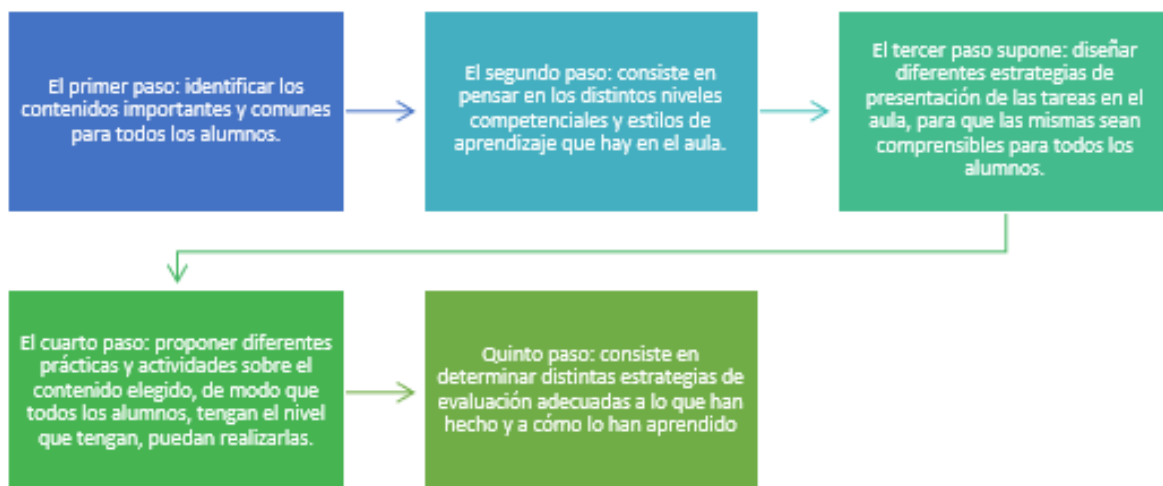 El primer paso: identificar los
contenidos importantes y comunes
para todos los alumnos.
El segundo paso: consiste en
pensar en los distintos niveles
competenciales y estilos de
aprendizaje que hay en el aula.
El tercer paso supone: diseñar
diferentes estrategias de
presentación de las tareas en el
aula, para que las mismas sean
comprensibles para todos los
alumnos.
El cuarto paso: proponer diferentes
prácticas y actividades sobre el
contenido elegido, de modo que
todos los alumnos, tengan el nivel
que tengan, puedan realizarlas.
Quinto paso: consiste en
determinar distintas estrategias de
evaluación adecuadas a lo que han
hecho y a cómo lo han aprendido